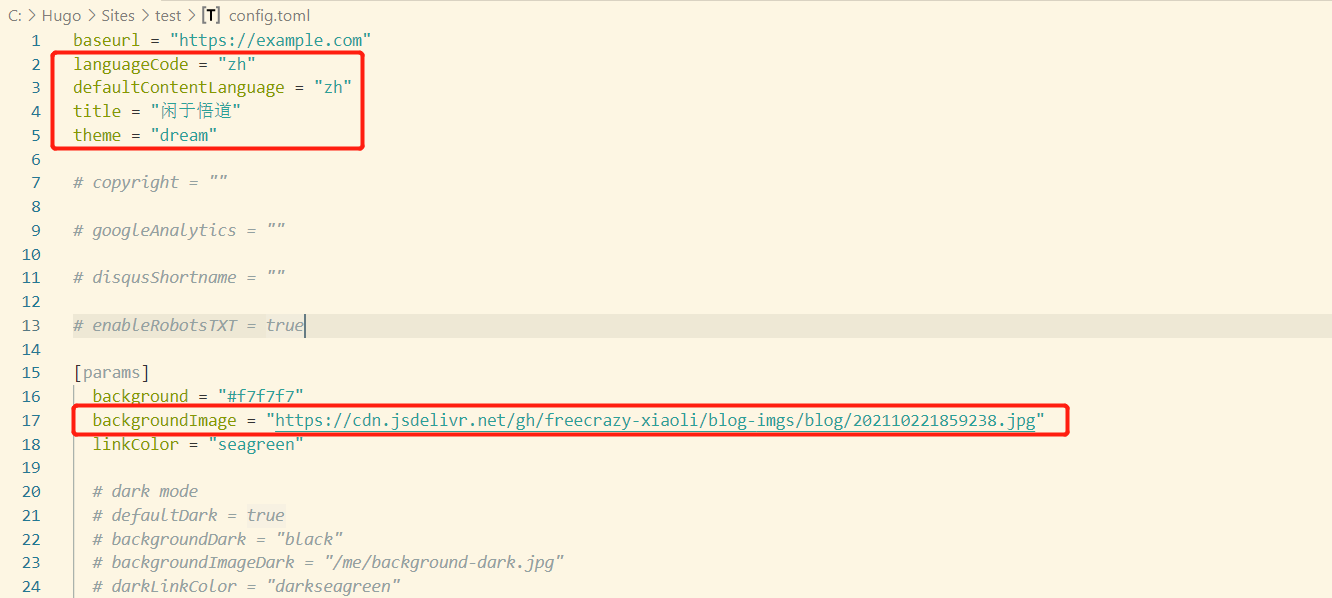 C: > Hugo > Sites > test > [T] config.toml
1 baseurl = "https://example.com"
2 languageCode = "zh"
3 defaultContentLanguage = "zh"
4 title = "闲于悟道"
5 theme = "dream"
6
7 # copyright = ""
8
9 # googleAnalytics = ""
10
11 # disqusShortname = ""
12
13 # enableRobotsTXT = true
14
15 [params]
16 background = "#f7f7f7"
17 backgroundImage = "https://cdn.jsdelivr.net/gh/freecrazy-xiaoli/blog-imgs/blog/202110221859238.jpg"
18 linkColor = "seagreen"
19
20 # dark mode
21 # defaultDark = true
22 # backgroundDark = "black"
23 # backgroundImageDark = "/me/background-dark.jpg"
24 # darkLinkColor = "darkseagreen"